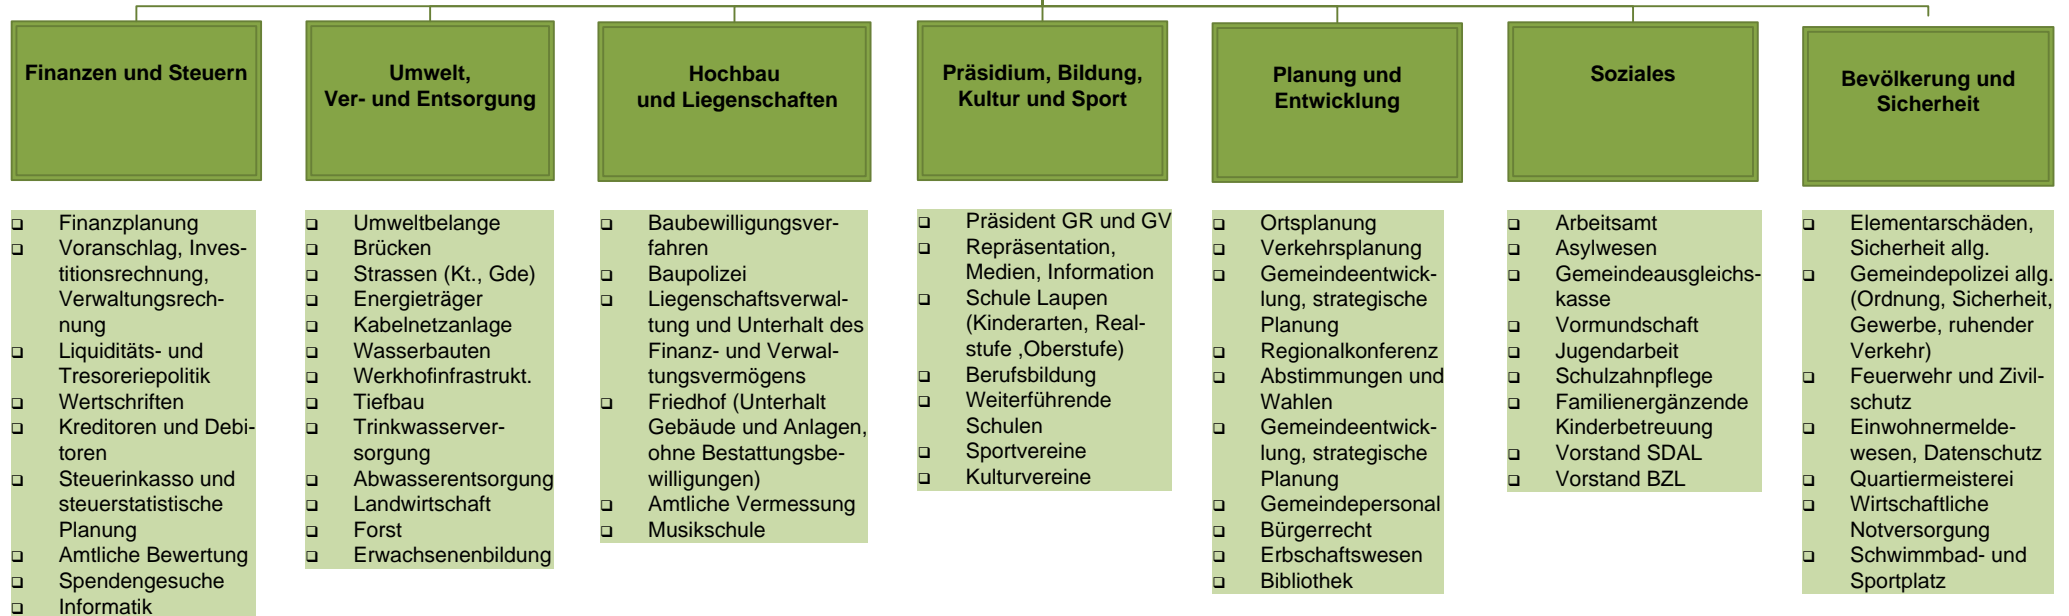 Finanzen und Steuern
Umwelt,
Ver- und Entsorgung
Hochbau
und Liegenschaften
Präsidium, Bildung,
Kultur und Sport
Planung und
Entwicklung
Soziales
Bevölkerung und
Sicherheit
❑ Finanzplanung
❑ Voranschlag, Inves-
titionsrechnung,
Verwaltungsrech-
nung
❑ Liquiditäts- und
Tresoreriepolitik
❑ Wertschriften
❑ Kreditoren und Debi-
toren
❑ Steuerinkasso und
steuerstatistische
Planung
❑ Amtliche Bewertung
❑ Spendengesuche
❑ Informatik
❑ Umweltbelange
❑ Brücken
❑ Strassen (Kt., Gde)
❑ Energieträger
❑ Kabelnetzanlage
❑ Wasserbauten
❑ Werkhofinfrastrukt.
❑ Tiefbau
❑ Trinkwasserver-
sorgung
❑ Abwasserentsorgung
❑ Landwirtschaft
❑ Forst
❑ Erwachsenenbildung
❑ Baubewilligungsver-
fahren
❑ Baupolizei
❑ Liegenschaftsverwal-
tung und Unterhalt des
Finanz- und Verwal-
tungsvermögens
❑ Friedhof (Unterhalt
Gebäude und Anlagen,
ohne Bestattungsbe-
willigungen)
❑ Amtliche Vermessung
❑ Musikschule
❑ Präsident GR und GV
❑ Repräsentation,
Medien, Information
❑ Schule Laupen
(Kinderarten, Real-
stufe ,Oberstufe)
❑ Berufsbildung
❑ Weiterführende
Schulen
❑ Sportvereine
❑ Kulturvereine
❑ Ortsplanung
❑ Verkehrsplanung
❑ Gemeindeentwick-
lung, strategische
Planung
❑ Regionalkonferenz
❑ Abstimmungen und
Wahlen
❑ Gemeindeentwick-
lung, strategische
Planung
❑ Gemeindepersonal
❑ Bürgerrecht
❑ Erbschaftswesen
❑ Bibliothek
❑ Arbeitsamt
❑ Asylwesen
❑ Gemeindeausgleichs-
kasse
❑ Vormundschaft
❑ Jugendarbeit
❑ Schulzahnpflege
❑ Familienergänzende
Kinderbetreuung
❑ Vorstand SDAL
❑ Vorstand BZL
❑ Elementarschäden,
Sicherheit allg.
❑ Gemeindepolizei allg.
(Ordnung, Sicherheit,
Gewerbe, ruhender
Verkehr)
❑ Feuerwehr und Zivil-
schutz
❑ Einwohnermelde-
wesen, Datenschutz
❑ Quartiermeisterei
❑ Wirtschaftliche
Notversorgung
❑ Schwimmbad- und
Sportplatz